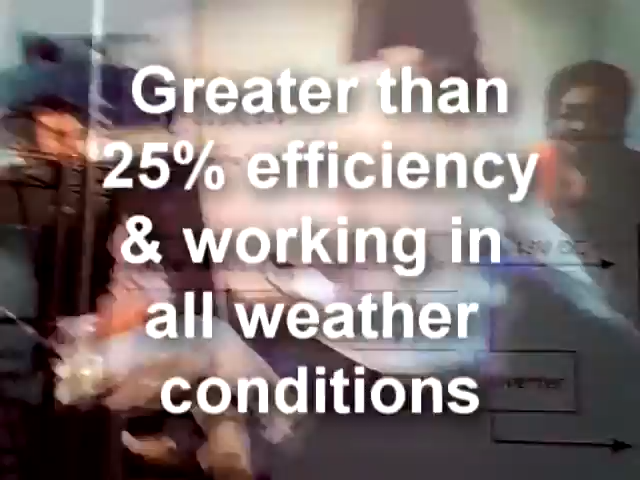 Greater than
25% efficiency
& working in
all weather
conditions